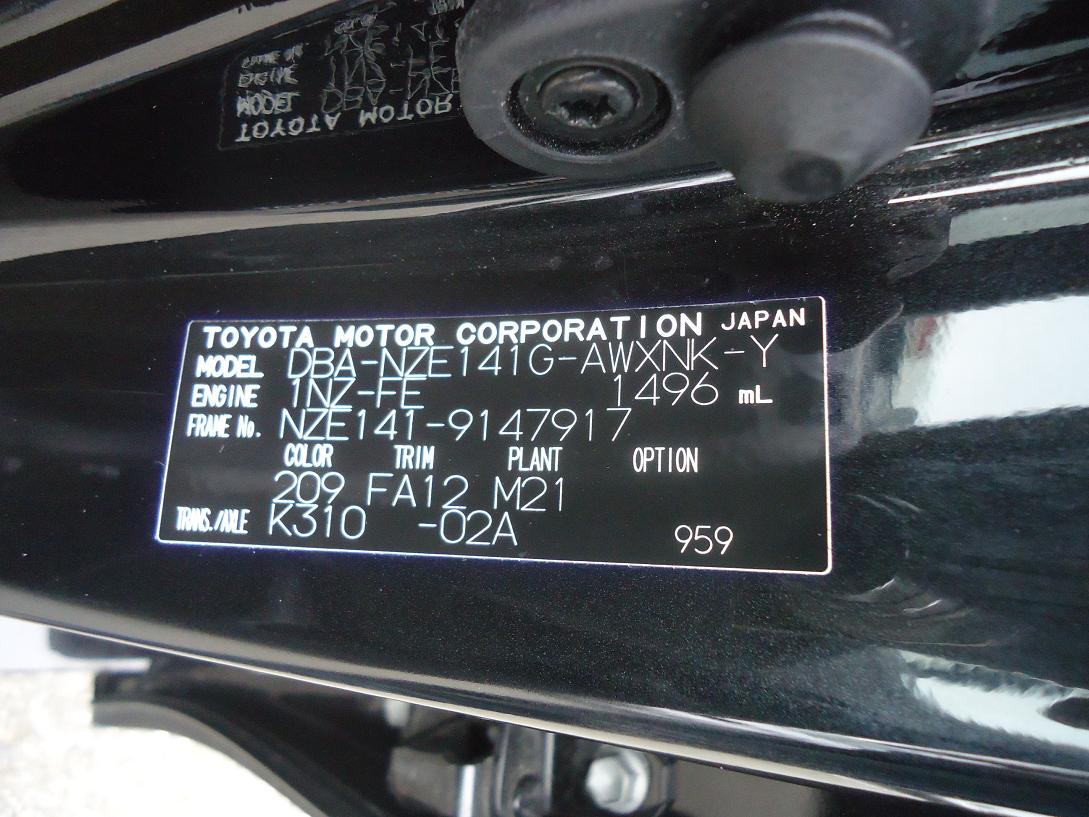 TOYOTA MOTOR CORPORATION JAPAN
MODEL DBA-NZE141G-AWXNK-Y
ENGINE 1NZ-FE 1496 mL
FRAME No. NZE141-9147917
COLOR TRIM PLANT OPTION
209 FA12 M21
TRANS./AXLE K310 -02A 959